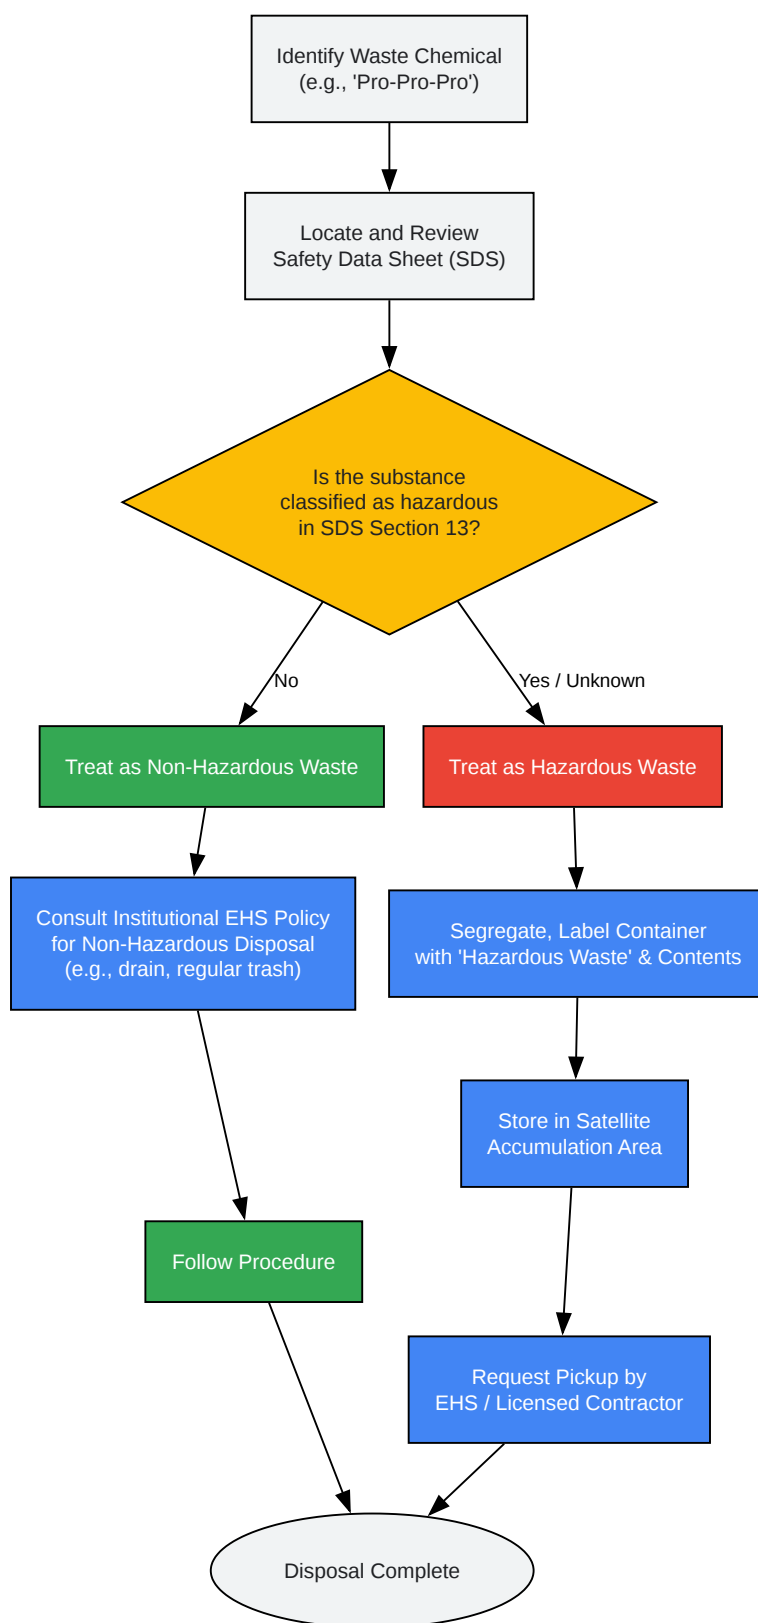 Identify Waste Chemical
(e.g., 'Pro-Pro-Pro')
Locate and Review
Safety Data Sheet (SDS)
Is the substance
classified as hazardous
in SDS Section 13?
No
Yes / Unknown
Treat as Non-Hazardous Waste
Treat as Hazardous Waste
Consult Institutional EHS Policy
for Non-Hazardous Disposal
(e.g., drain, regular trash)
Segregate, Label Container
with 'Hazardous Waste' & Contents
Store in Satellite
Accumulation Area
Follow Procedure
Request Pickup by
EHS / Licensed Contractor
Disposal Complete